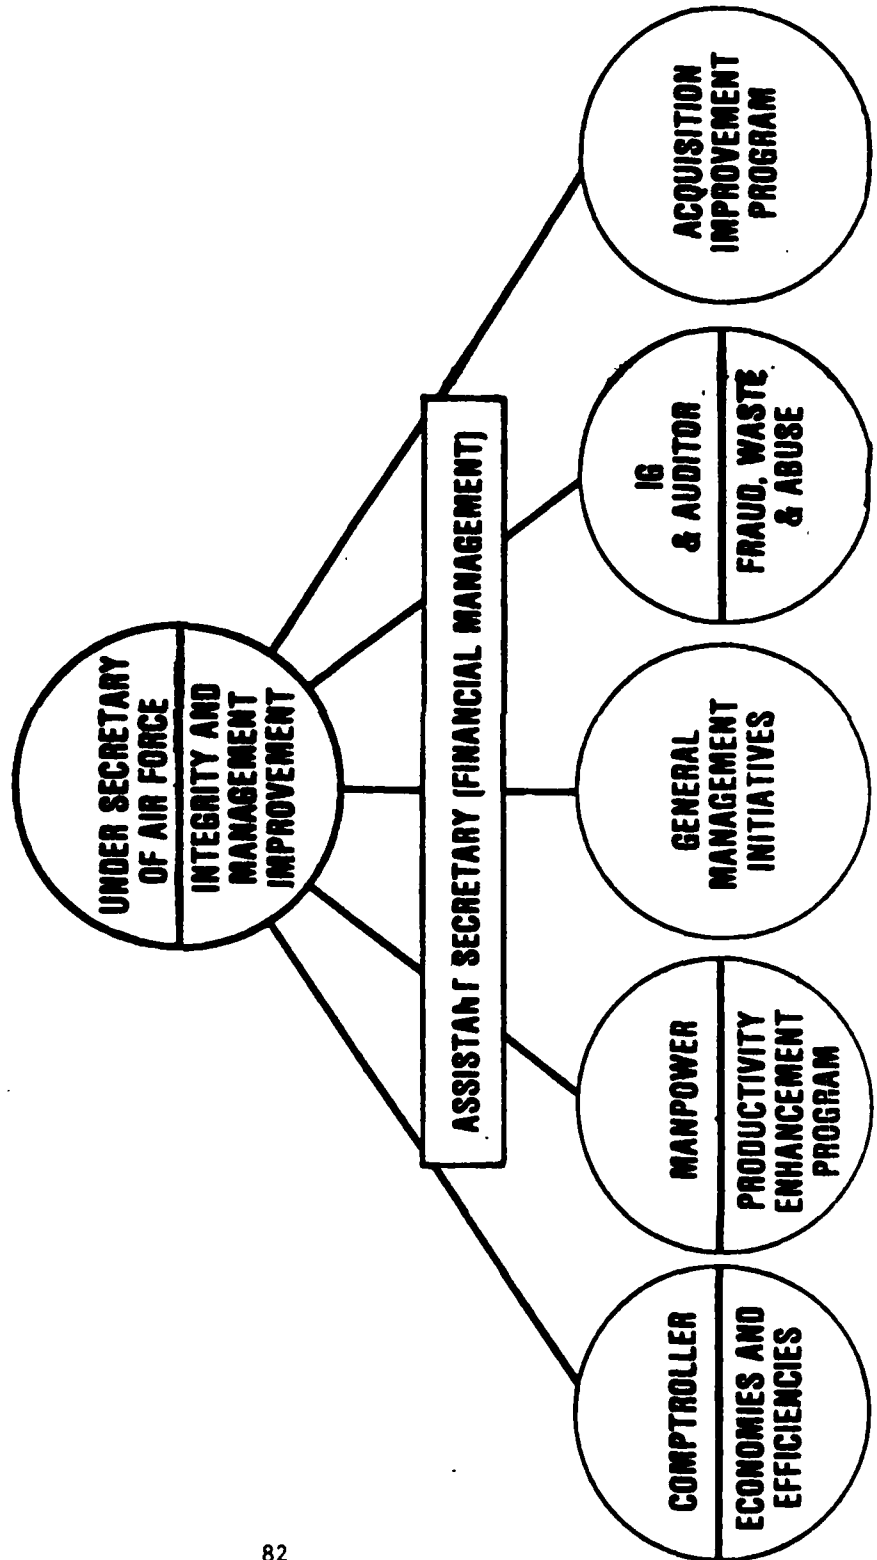 UNDER SECRETARY
OF AIR FORCE
INTEGRITY AND
MANAGEMENT
IMPROVEMENT
ASSISTANT SECRETARY (FINANCIAL MANAGEMENT)
COMPTROLLER
ECONOMIES AND
EFFICIENCIES
MANPOWER
PRODUCTIVITY
ENHANCEMENT
PROGRAM
GENERAL
MANAGEMENT
INITIATIVES
IG
& AUDITOR
FRAUD, WASTE
& ABUSE
ACQUISITION
IMPROVEMENT
PROGRAM
82